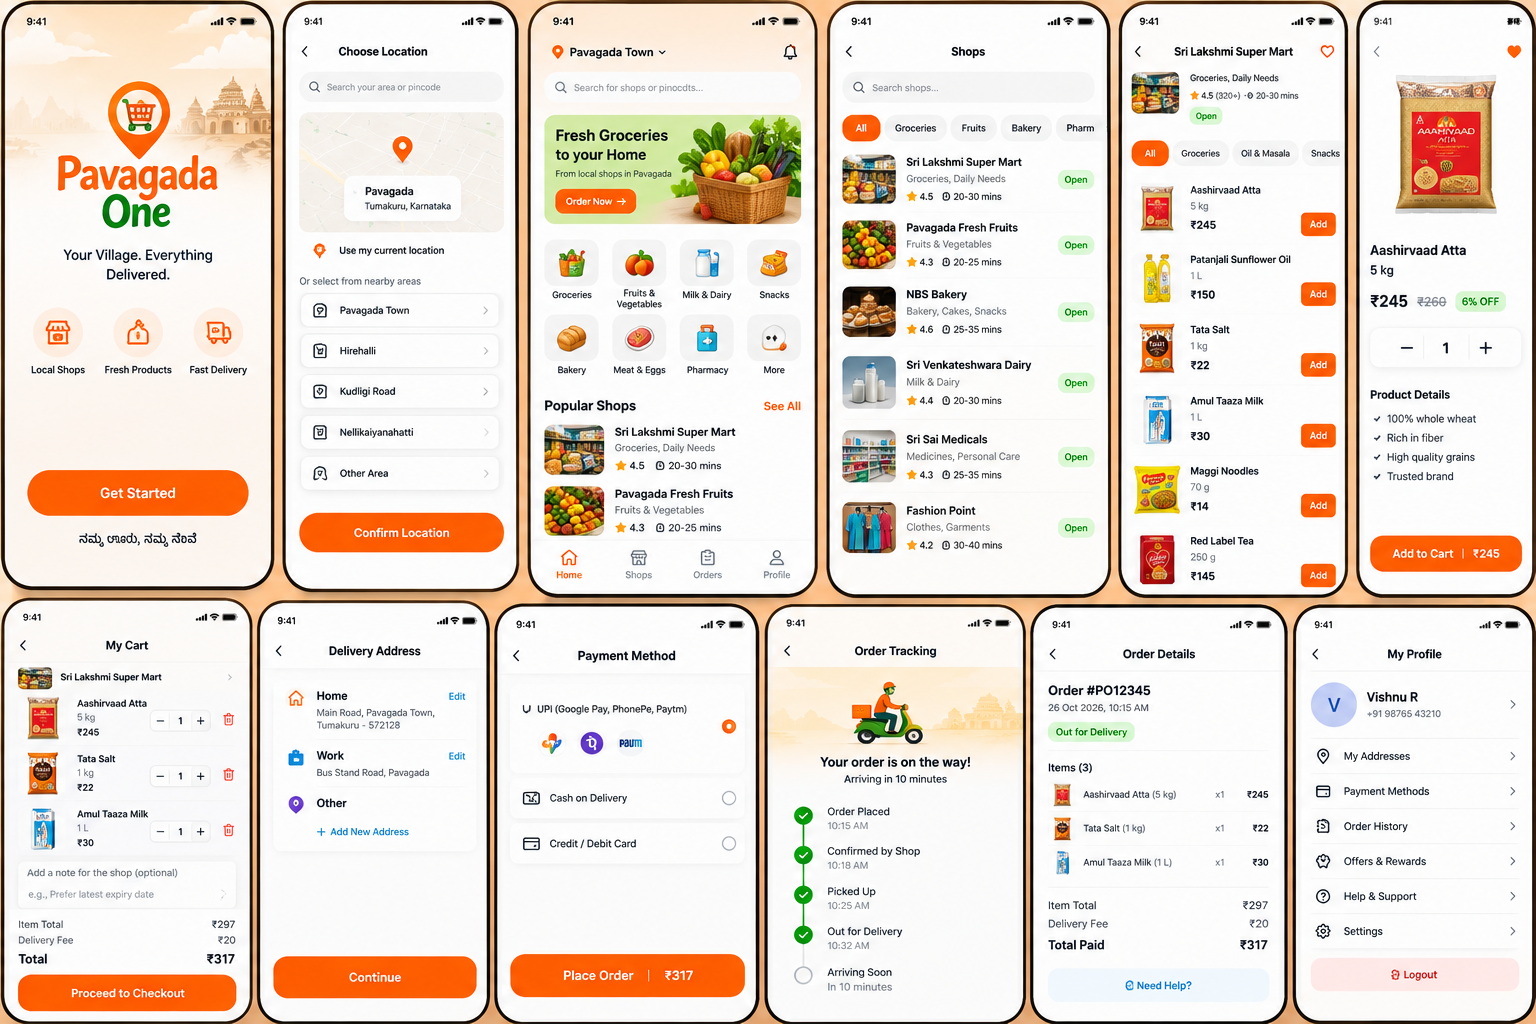 9:41
Pavagada
One
Your Village. Everything
Delivered.
Local Shops
Fresh Products
Fast Delivery
Get Started
9:41
Choose Location
Search your area or pincode
Pavagada
Tumakuru, Karnataka
Use my current location
Or select from nearby areas
Pavagada Town
Hirehalli
Kudligi Road
Nellikaiyanahatti
Other Area
Confirm Location
9:41
Pavagada Town
Search for shops or pinocdts...
Fresh Groceries
to your Home
From local shops in Pavagada
Order Now →
Groceries
Fruits &
Vegetables
Milk & Dairy
Snacks
Bakery
Meat & Eggs
Pharmacy
More
Popular Shops
See All
Sri Lakshmi Super Mart
Groceries, Daily Needs
4.5 20-30 mins
Pavagada Fresh Fruits
Fruits & Vegetables
4.3 20-25 mins
Home
Shops
Orders
Profile
9:41
Shops
Search shops...
All
Groceries
Fruits
Bakery
Pharm
Sri Lakshmi Super Mart
Groceries, Daily Needs
4.5 20-30 mins
Open
Pavagada Fresh Fruits
Fruits & Vegetables
4.3 20-25 mins
Open
NBS Bakery
Bakery, Cakes, Snacks
4.6 25-35 mins
Open
Sri Venkateshwara Dairy
Milk & Dairy
4.4 20-30 mins
Open
Sri Sai Medicals
Medicines, Personal Care
4.3 25-35 mins
Open
Fashion Point
Clothes, Garments
4.2 30-40 mins
Open
9:41
Sri Lakshmi Super Mart
Groceries, Daily Needs
4.5 (320+) · 20-30 mins
Open
All
Groceries
Oil & Masala
Snacks
Aashirvaad Atta
5 kg
₹245
Add
Patanjali Sunflower Oil
1 L
₹150
Add
Tata Salt
1 kg
₹22
Add
Amul Taaza Milk
1 L
₹30
Add
Maggi Noodles
70 g
₹14
Add
Red Label Tea
250 g
₹145
Add
9:41
Aashirvaad Atta
5 kg
₹245 ₹260 6% OFF
− 1 +
Product Details
100% whole wheat
Rich in fiber
High quality grains
Trusted brand
Add to Cart | ₹245
9:41
My Cart
Sri Lakshmi Super Mart
Aashirvaad Atta
5 kg
₹245
− 1 +
Tata Salt
1 kg
₹22
− 1 +
Amul Taaza Milk
1 L
₹30
− 1 +
Add a note for the shop (optional)
e.g., Prefer latest expiry date
Item Total ₹297
Delivery Fee ₹20
Total ₹317
Proceed to Checkout
9:41
Delivery Address
Home
Edit
Main Road, Pavagada Town,
Tumakuru - 572128
Work
Edit
Bus Stand Road, Pavagada
Other
+ Add New Address
Continue
9:41
Payment Method
UPI (Google Pay, PhonePe, Paytm)
Cash on Delivery
Credit / Debit Card
Place Order | ₹317
9:41
Order Tracking
Your order is on the way!
Arriving in 10 minutes
Order Placed
10:15 AM
Confirmed by Shop
10:18 AM
Picked Up
10:25 AM
Out for Delivery
10:32 AM
Arriving Soon
In 10 minutes
9:41
Order Details
Order #PO12345
26 Oct 2026, 10:15 AM
Out for Delivery
Items (3)
Aashirvaad Atta (5 kg) x1 ₹245
Tata Salt (1 kg) x1 ₹22
Amul Taaza Milk (1 L) x1 ₹30
Item Total ₹297
Delivery Fee ₹20
Total Paid ₹317
Need Help?
9:41
My Profile
V
Vishnu R
+91 98765 43210
My Addresses
Payment Methods
Order History
Offers & Rewards
Help & Support
Settings
Logout